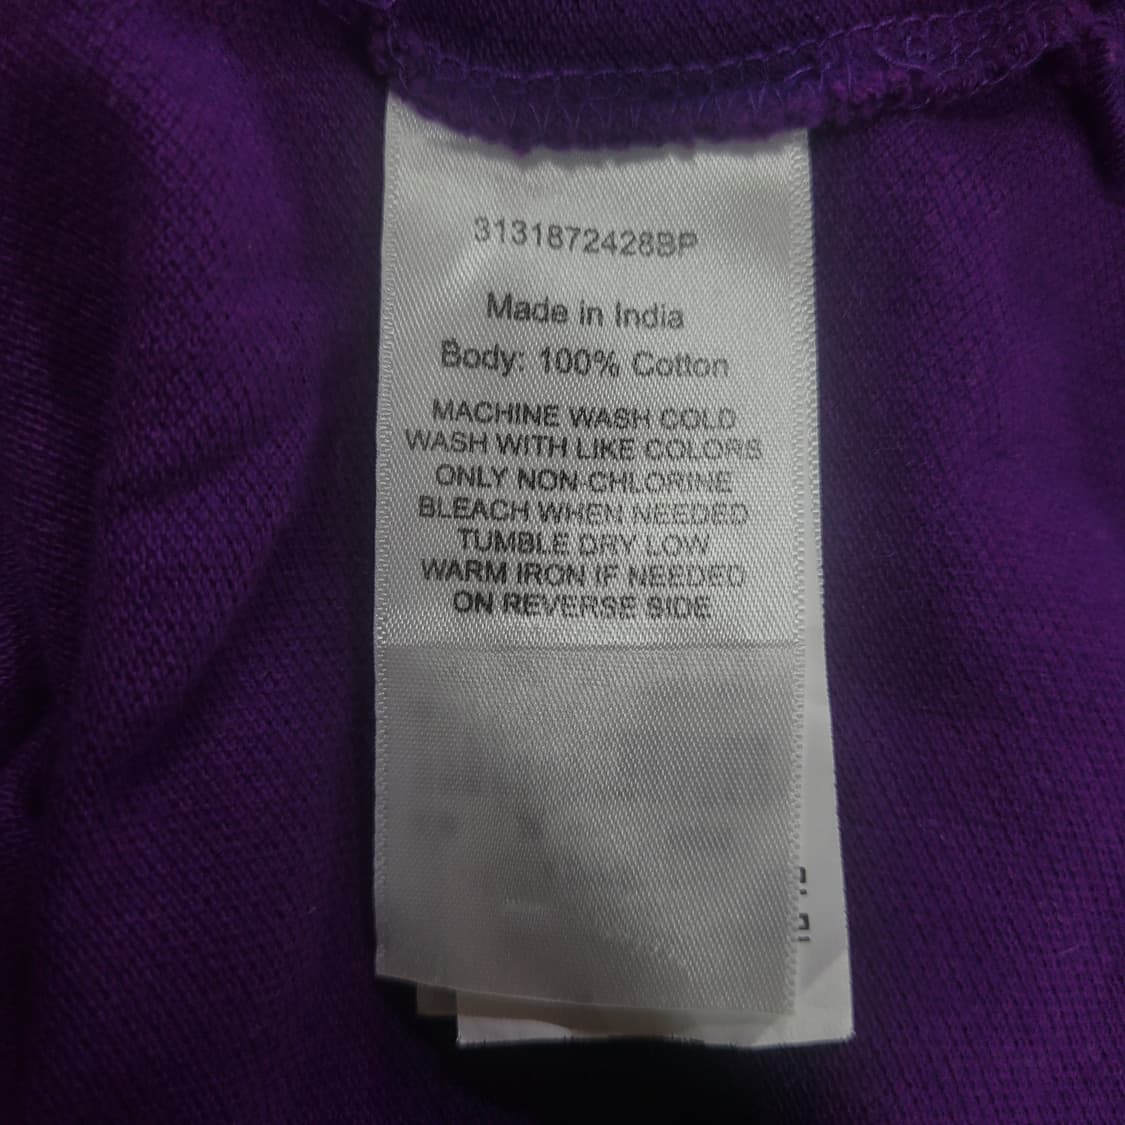 3131872428BP
Made in India
Body: 100% Cotton
MACHINE WASH COLD
WASH WITH LIKE COLORS
ONLY NON CHLORINE
BLEACH WHEN NEEDED
TUMBLE DRY LOW
WARM IRON IF NEEDED
ON REVERSE SIDE